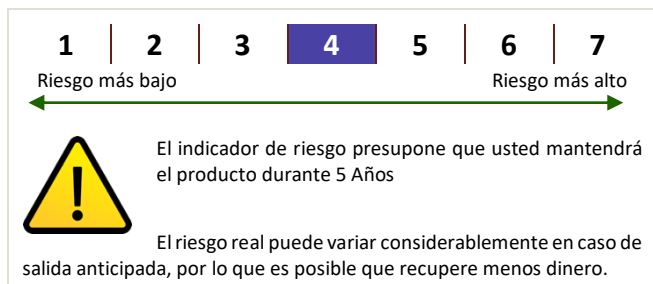 1 2 3 4 5 6 7
Riesgo más bajo Riesgo más alto
El indicador de riesgo presupone que usted mantendrá
el producto durante 5 Años
El riesgo real puede variar considerablemente en caso de
salida anticipada, por lo que es posible que recupere menos dinero.